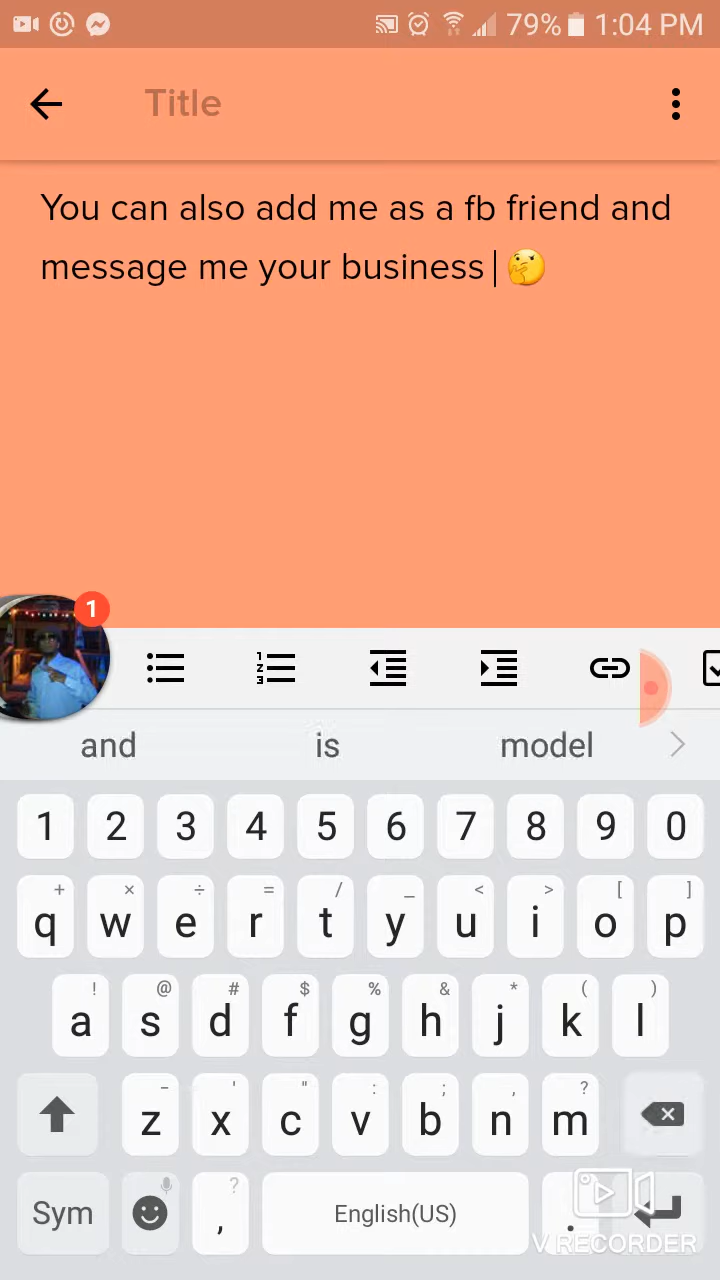 79% 1:04 PM
Title
You can also add me as a fb friend and
message me your business 🤔
1
and is model
1 2 3 4 5 6 7 8 9 0
+ × ÷ = / _ < > [ ]
q w e r t y u i o p
! @ # $ % & * ( )
a s d f g h j k l
- ' " : ; , ?
z x c v b n m
?
Sym , English(US) .
V RECORDER